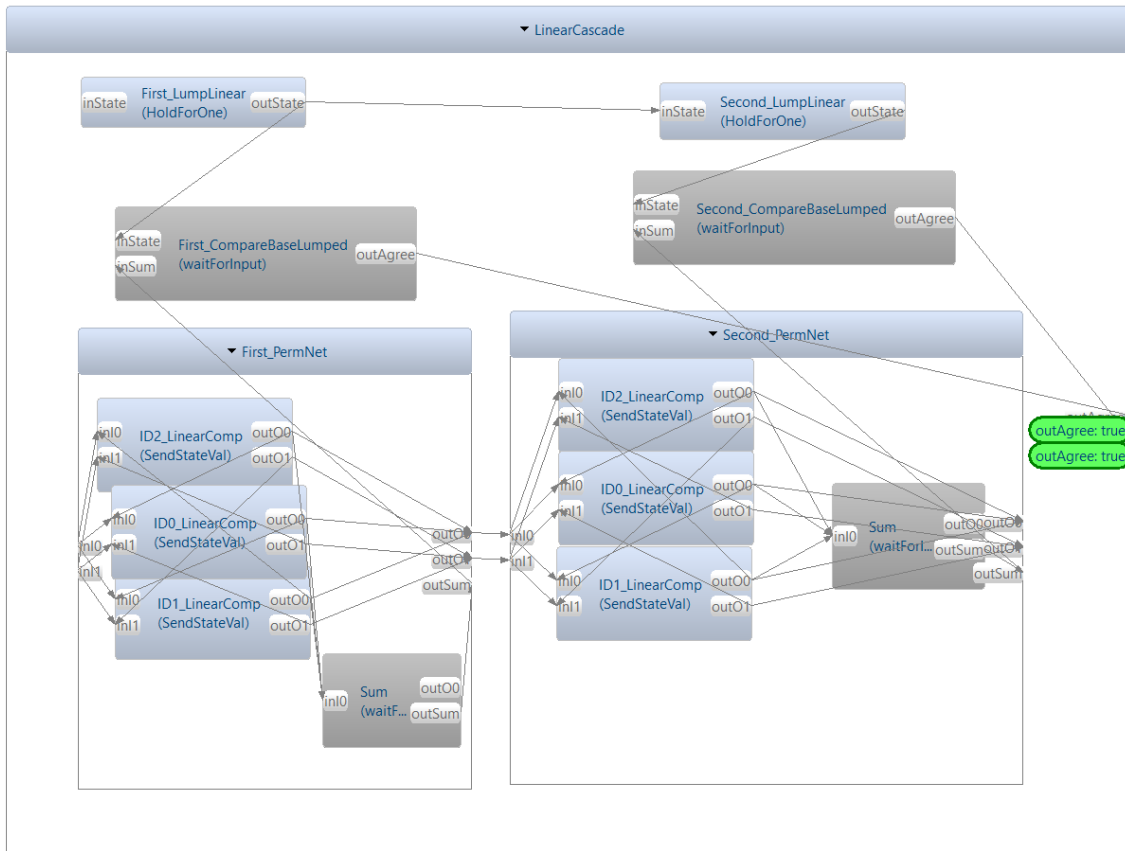 LinearCascade
inState
First_LumpLinear
(HoldForOne)
outState
inState
Second_LumpLinear
(HoldForOne)
outState
inState
inSum
First_CompareBaseLumped
(waitForInput)
outAgree
inState
inSum
Second_CompareBaseLumped
(waitForInput)
outAgree
outAgree: true
outAgree: true
First_PermNet
inI0
inI1
ID2_LinearComp
(SendStateVal)
outO0
outO1
inI0
inI1
ID0_LinearComp
(SendStateVal)
outO0
outO1
inI0
inI1
ID1_LinearComp
(SendStateVal)
outO0
outO1
inI0
inI1
inI0
Sum
(waitF...
outO0
outSum
outSum
Second_PermNet
inI0
inI1
ID2_LinearComp
(SendStateVal)
outO0
outO1
inI0
inI1
ID0_LinearComp
(SendStateVal)
outO0
outO1
inI0
inI1
ID1_LinearComp
(SendStateVal)
outO0
outO1
inI0
inI1
inI0
Sum
(waitForI...
outO0
outSum
outSum